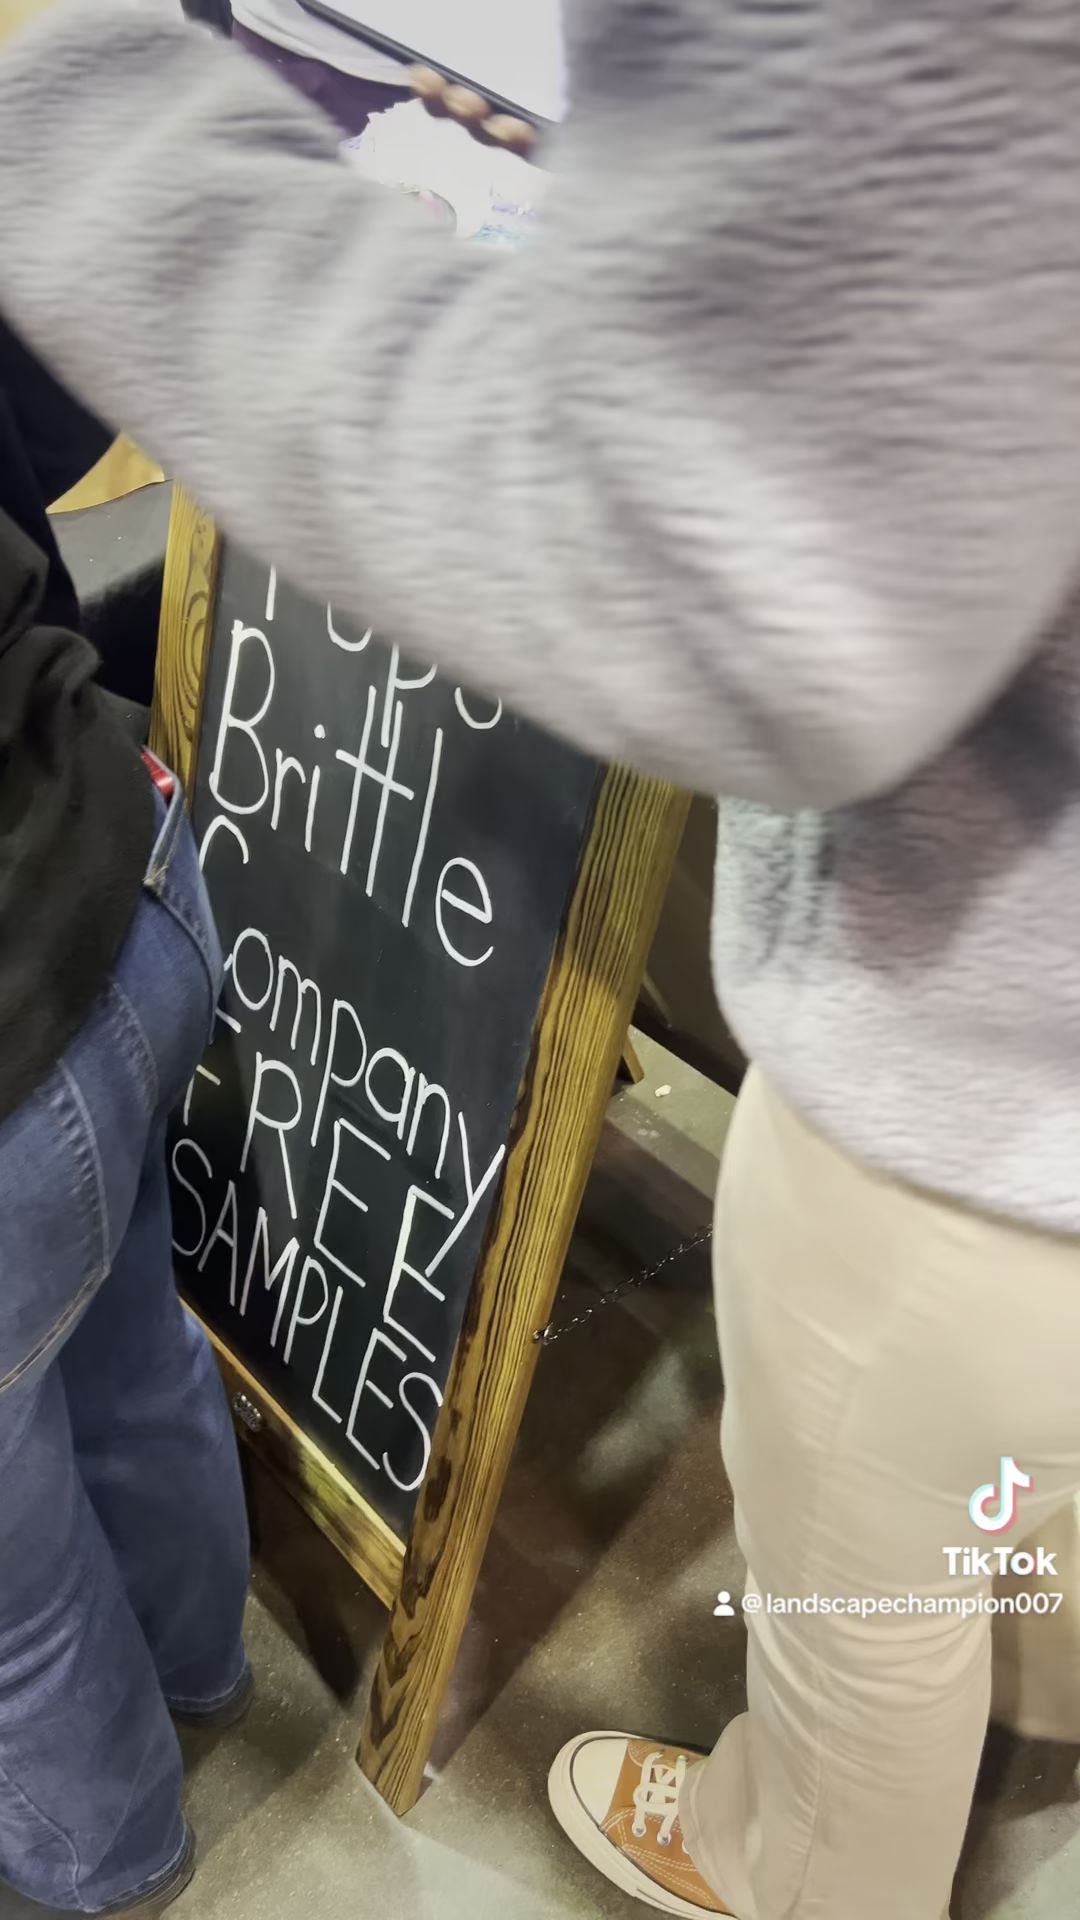 Brittle
Company
FREE
SAMPLES
TikTok
@landscapechampion007